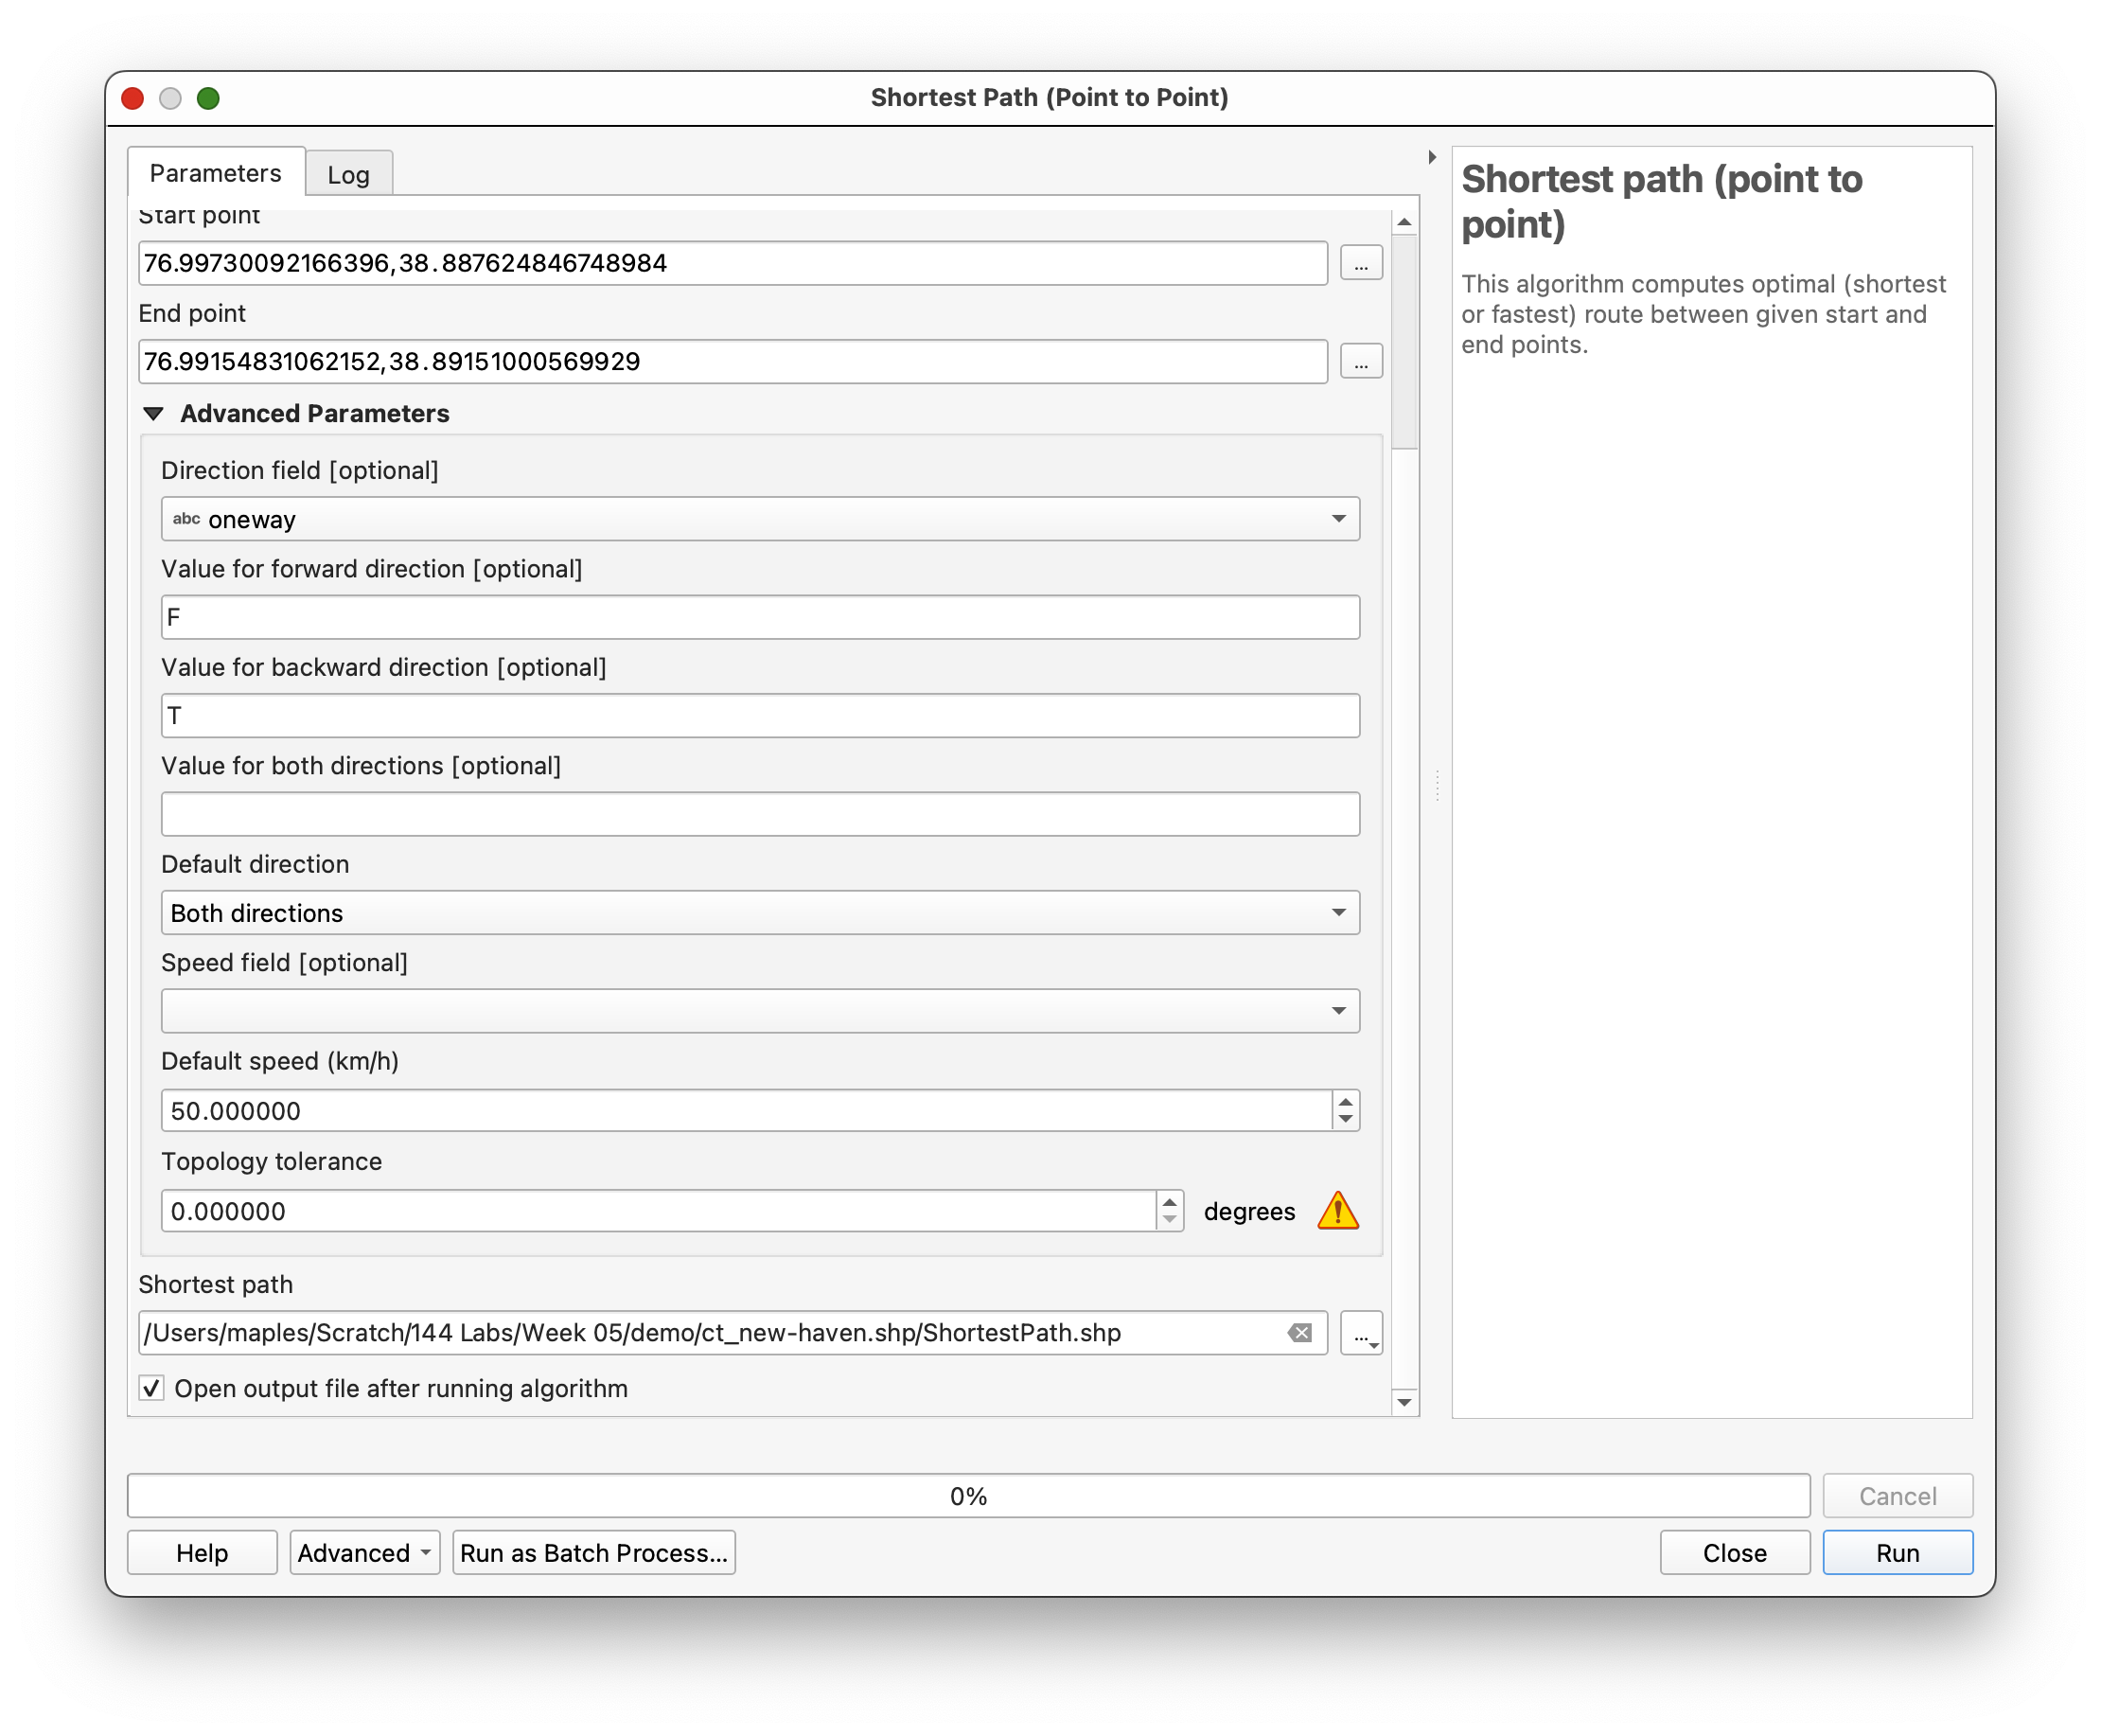 Shortest Path (Point to Point)
Parameters
Log
Start point
76.99730092166396,38.887624846748984
...
End point
76.99154831062152,38.89151000569929
...
Advanced Parameters
Direction field [optional]
abc oneway
Value for forward direction [optional]
F
Value for backward direction [optional]
T
Value for both directions [optional]
Default direction
Both directions
Speed field [optional]
Default speed (km/h)
50.000000
Topology tolerance
0.000000
degrees
Shortest path
/Users/maples/Scratch/144 Labs/Week 05/demo/ct_new-haven.shp/ShortestPath.shp
...
Open output file after running algorithm
Shortest path (point to
point)
This algorithm computes optimal (shortest
or fastest) route between given start and
end points.
0%
Cancel
Help
Advanced
Run as Batch Process...
Close
Run